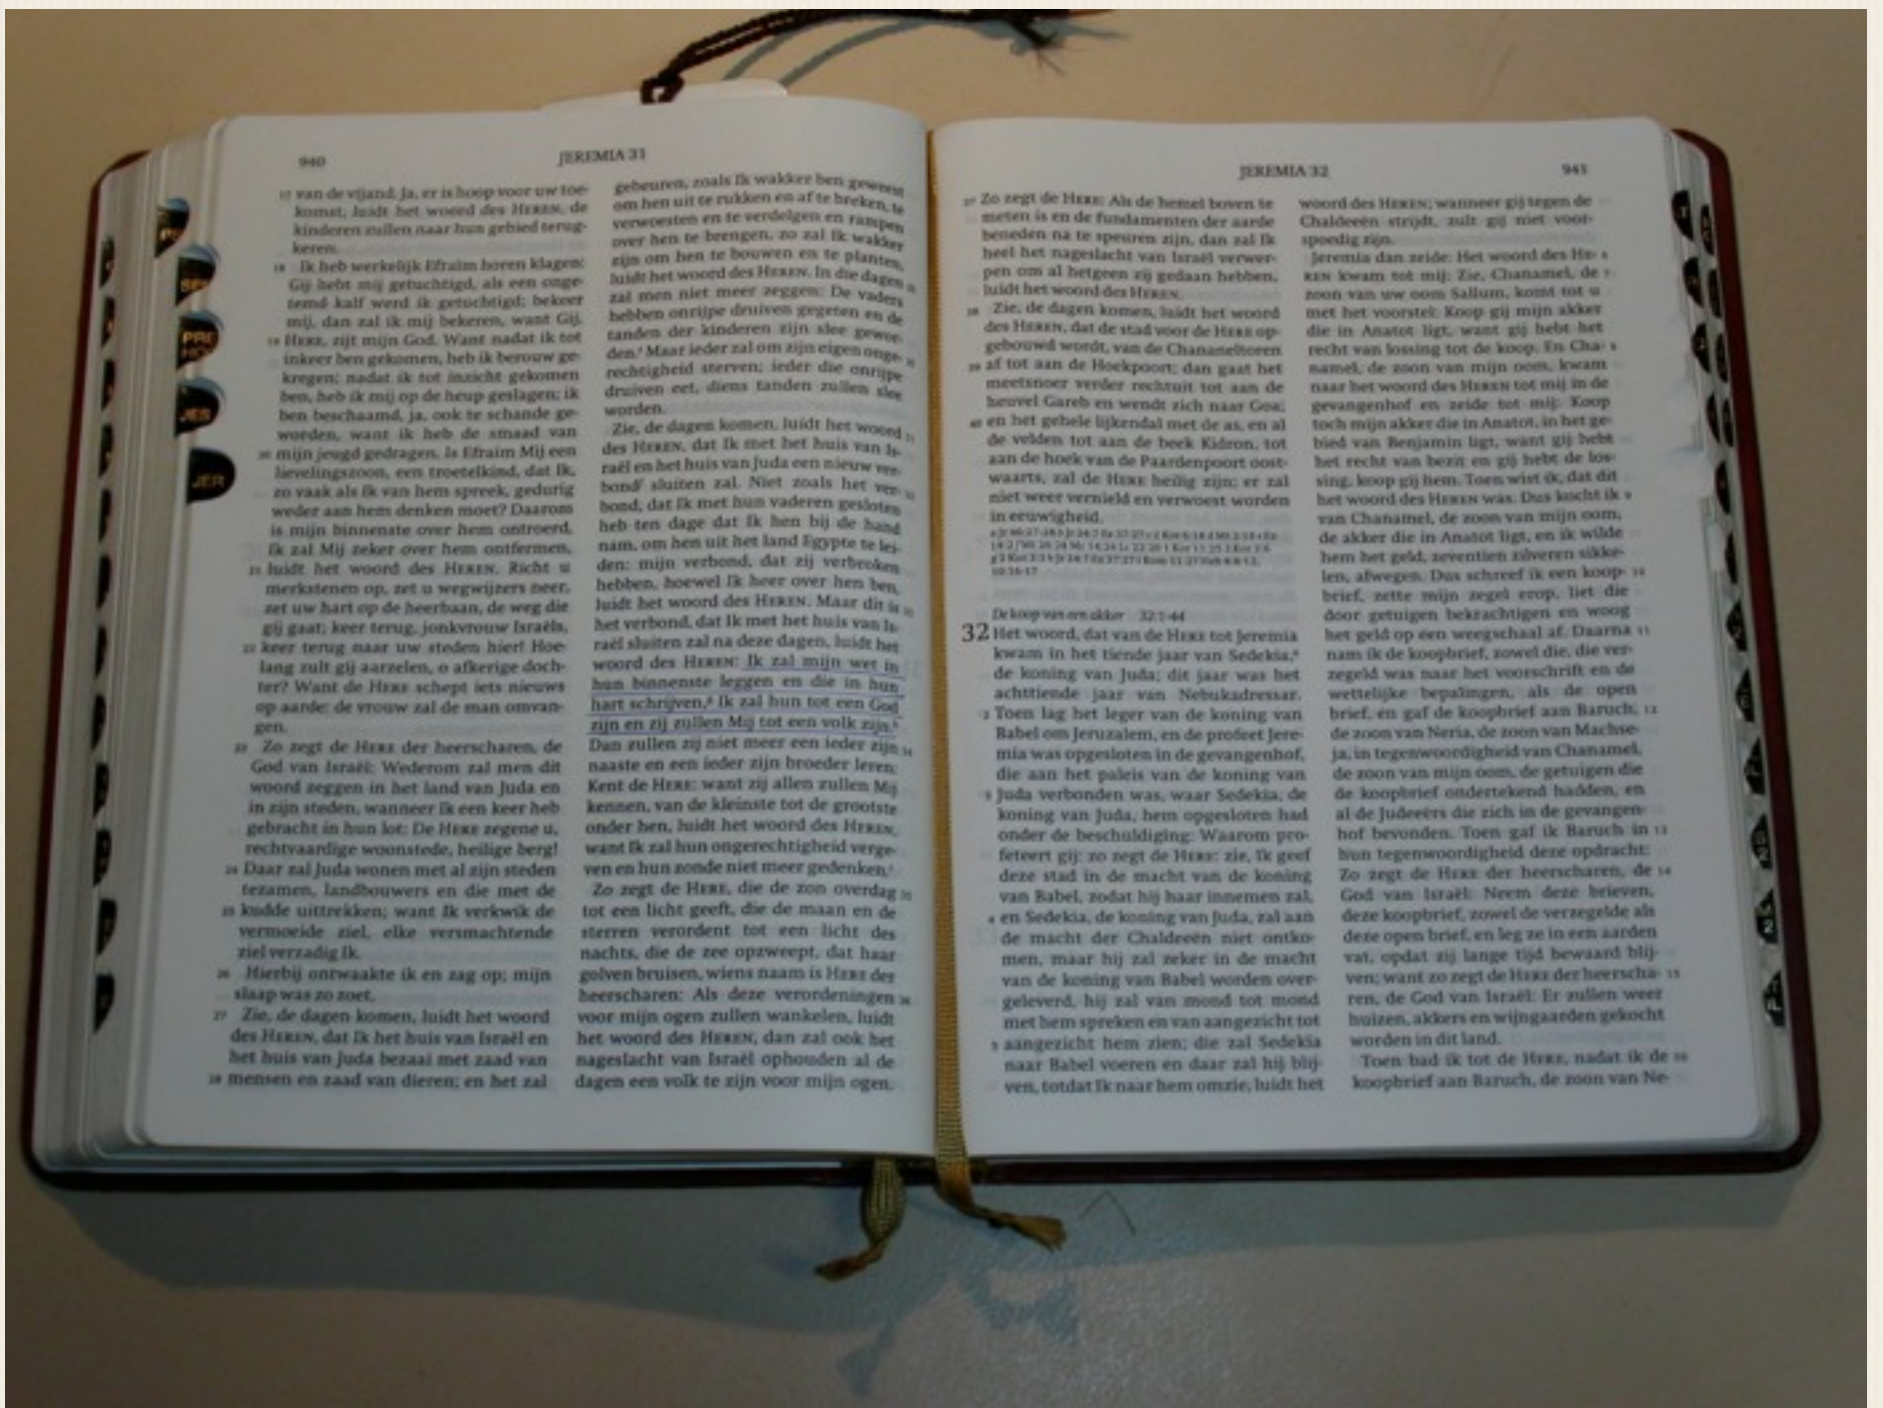 940
JEREMIA 31
17 van de vijand. Ja, er is hoop voor uw toe-
komst, luidt het woord des HEREN, de
kinderen zullen naar hun gebied terug-
keren.
18 Ik heb werkelijk Efraïm horen klagen:
Gij hebt mij getuchtigd, als een onge-
temd kalf werd ik getuchtigd; bekeer
mij, dan zal ik mij bekeren, want Gij,
19 HERE, zijt mijn God. Want nadat ik tot
inkeer ben gekomen, heb ik berouw ge-
kregen; nadat ik tot inzicht gekomen
ben, heb ik mij op de heup geslagen; ik
ben beschaamd, ja, ook te schande ge-
worden, want ik heb de smaad van
20 mijn jeugd gedragen. Is Efraïm Mij een
lievelingszoon, een troetelkind, dat Ik,
zo vaak als Ik van hem spreek, gedurig
weder aan hem denken moet? Daarom
is mijn binnenste over hem ontroerd,
Ik zal Mij zeker over hem ontfermen,
21 luidt het woord des HEREN. Richt u
merkstenen op, zet u wegwijzers neer,
zet uw hart op de heerbaan, de weg die
gij gaat; keer terug, jonkvrouw Israëls,
22 keer terug naar uw steden hier! Hoe-
lang zult gij aarzelen, o afkerige doch-
ter? Want de HERE schept iets nieuws
op aarde: de vrouw zal de man omvan-
gen.
23 Zo zegt de HERE der heerscharen, de
God van Israël: Wederom zal men dit
woord zeggen in het land van Juda en
in zijn steden, wanneer Ik een keer heb
gebracht in hun lot: De HERE zegene u,
rechtvaardige woonstede, heilige berg!
24 Daar zal Juda wonen met al zijn steden
tezamen, landbouwers en die met de
25 kudde uittrekken; want Ik verkwik de
vermoeide ziel, elke versmachtende
ziel verzadig Ik.
26 Hierbij ontwaakte ik en zag op; mijn
slaap was zo zoet.
27 Zie, de dagen komen, luidt het woord
des HEREN, dat Ik het huis van Israël en
het huis van Juda bezaai met zaad van
28 mensen en zaad van dieren; en het zal
gebeuren, zoals Ik wakker ben geweest
om hen uit te rukken en af te breken, te
verwoesten en te verdelgen en rampen
over hen te brengen, zo zal Ik wakker
zijn om hen te bouwen en te planten,
luidt het woord des HEREN. In die dagen 29
zal men niet meer zeggen: De vaders
hebben onrijpe druiven gegeten en de
tanden der kinderen zijn slee gewor-
den. Maar ieder zal om zijn eigen onge- 30
rechtigheid sterven; ieder die onrijpe
druiven eet, diens tanden zullen slee
worden.
Zie, de dagen komen, luidt het woord 31
des HEREN, dat Ik met het huis van Is-
raël en het huis van Juda een nieuw ver-
bond sluiten zal. Niet zoals het ver- 32
bond, dat Ik met hun vaderen gesloten
heb ten dage dat Ik hen bij de hand
nam, om hen uit het land Egypte te lei-
den: mijn verbond, dat zij verbroken
hebben, hoewel Ik heer over hen ben,
luidt het woord des HEREN. Maar dit is 33
het verbond, dat Ik met het huis van Is-
raël sluiten zal na deze dagen, luidt het
woord des HEREN: Ik zal mijn wet in
hun binnenste leggen en die in hun
hart schrijven,g Ik zal hun tot een God
zijn en zij zullen Mij tot een volk zijn.h
Dan zullen zij niet meer een ieder zijn 34
naaste en een ieder zijn broeder leren:
Kent de HERE: want zij allen zullen Mij
kennen, van de kleinste tot de grootste
onder hen, luidt het woord des HEREN,
want Ik zal hun ongerechtigheid verge-
ven en hun zonde niet meer gedenken.i
Zo zegt de HERE, die de zon overdag 35
tot een licht geeft, die de maan en de
sterren verordent tot een licht des
nachts, die de zee opzweept, dat haar
golven bruisen, wiens naam is HERE der
heerscharen: Als deze verordeningen 36
voor mijn ogen zullen wankelen, luidt
het woord des HEREN, dan zal ook het
nageslacht van Israël ophouden al de
dagen een volk te zijn voor mijn ogen.
PRE
JES
JER
JEREMIA 32
941
37 Zo zegt de HERE: Als de hemel boven te
meten is en de fundamenten der aarde
beneden na te speuren zijn, dan zal Ik
heel het nageslacht van Israël verwer-
pen om al hetgeen zij gedaan hebben,
luidt het woord des HEREN.
38 Zie, de dagen komen, luidt het woord
des HEREN, dat de stad voor de HERE op-
gebouwd wordt, van de Chananeltoren
39 af tot aan de Hoekpoort; dan gaat het
meetsnoer verder rechtuit tot aan de
heuvel Gareb en wendt zich naar Goa;
40 en het gehele lijkendal met de as, en al
de velden tot aan de beek Kidron, tot
aan de hoek van de Paardenpoort oost-
waarts, zal de HERE heilig zijn; er zal
niet weer vernield en verwoest worden
in eeuwigheid.
De koop van een akker 32:1-44
32 Het woord, dat van de HERE tot Jeremia
kwam in het tiende jaar van Sedekia,a
de koning van Juda; dit jaar was het
achttiende jaar van Nebukadressar.
2 Toen lag het leger van de koning van
Babel om Jeruzalem, en de profeet Jere-
mia was opgesloten in de gevangenhof,
die aan het paleis van de koning van
3 Juda verbonden was, waar Sedekia, de
koning van Juda, hem opgesloten had
onder de beschuldiging: Waarom pro-
feteert gij: zo zegt de HERE: zie, Ik geef
deze stad in de macht van de koning
van Babel, zodat hij haar innemen zal,
4 en Sedekia, de koning van Juda, zal aan
de macht der Chaldeeën niet ontko-
men, maar hij zal zeker in de macht
van de koning van Babel worden over-
geleverd, hij zal van mond tot mond
met hem spreken en van aangezicht tot
5 aangezicht hem zien; die zal Sedekia
naar Babel voeren en daar zal hij blij-
ven, totdat Ik naar hem omzie, luidt het
woord des HEREN; wanneer gij tegen de
Chaldeeën strijdt, zult gij niet voor-
spoedig zijn.
Jeremia dan zeide: Het woord des HE- 6
REN kwam tot mij: Zie, Chanamel, de 7
zoon van uw oom Sallum, komt tot u
met het voorstel: Koop gij mijn akker
die in Anatot ligt, want gij hebt het
recht van lossing tot de koop. En Cha- 8
namel, de zoon van mijn oom, kwam
naar het woord des HEREN tot mij in de
gevangenhof en zeide tot mij: Koop
toch mijn akker die in Anatot, in het ge-
bied van Benjamin ligt, want gij hebt
het recht van bezit en gij hebt de los-
sing, koop gij hem. Toen wist ik, dat dit
het woord des HEREN was. Dus kocht ik 9
van Chanamel, de zoon van mijn oom,
de akker die in Anatot ligt, en ik wilde
hem het geld, zeventien zilveren sikke-
len, afwegen. Dus schreef ik een koop- 10
brief, zette mijn zegel erop, liet die
door getuigen bekrachtigen en woog
het geld op een weegschaal af. Daarna 11
nam ik de koopbrief, zowel die, die ver-
zegeld was naar het voorschrift en de
wettelijke bepalingen, als de open
brief, en gaf de koopbrief aan Baruch, 12
de zoon van Neria, de zoon van Machse-
ja, in tegenwoordigheid van Chanamel,
de zoon van mijn oom, de getuigen die
de koopbrief ondertekend hadden, en
al de Judeeërs die zich in de gevangen-
hof bevonden. Toen gaf ik Baruch in 13
hun tegenwoordigheid deze opdracht:
Zo zegt de HERE der heerscharen, de 14
God van Israël: Neem deze brieven,
deze koopbrief, zowel de verzegelde als
deze open brief, en leg ze in een aarden
vat, opdat zij lange tijd bewaard blij-
ven; want zo zegt de HERE der heerscha- 15
ren, de God van Israël: Er zullen weer
huizen, akkers en wijngaarden gekocht
worden in dit land.
Toen bad ik tot de HERE, nadat ik de 16
koopbrief aan Baruch, de zoon van Ne-